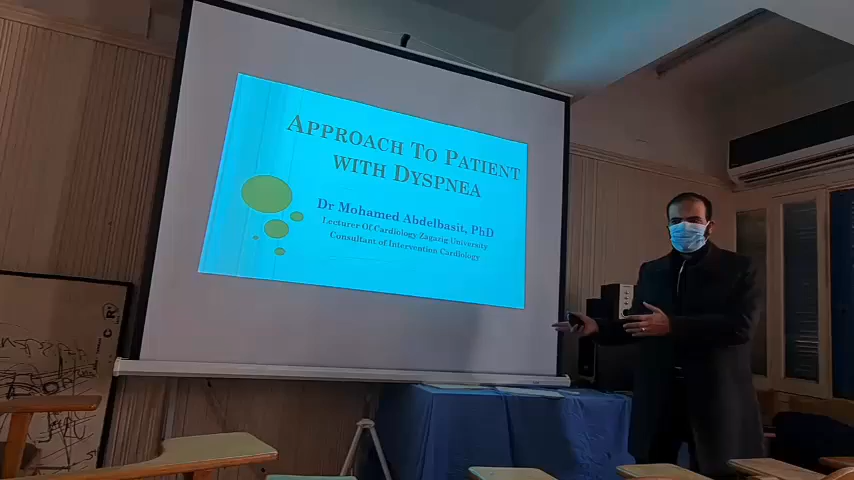 APPROACH TO PATIENT
WITH DYSPNEA
Dr Mohamed Abdelbasit, PhD
Lecturer Of Cardiology Zagazig University
Consultant of Intervention Cardiology